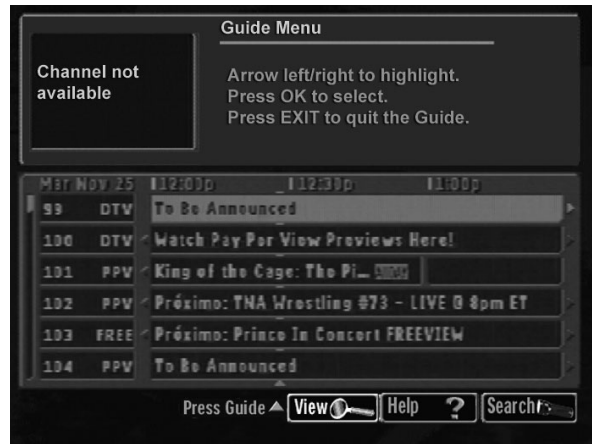 Guide Menu
Channel not
available
Arrow left/right to highlight.
Press OK to select.
Press EXIT to quit the Guide.
Mar Nov 25 12:00p 12:30p 1:00p
99 DTV To Be Announced
100 DTV Watch Pay Per View Previews Here!
101 PPV King of the Cage: The Pi...
102 PPV Próximo: TNA Wrestling #73 - LIVE @ 8pm ET
103 FREE Próximo: Prince In Concert FREEVIEW
104 PPV To Be Announced
Press Guide View Help ? Search